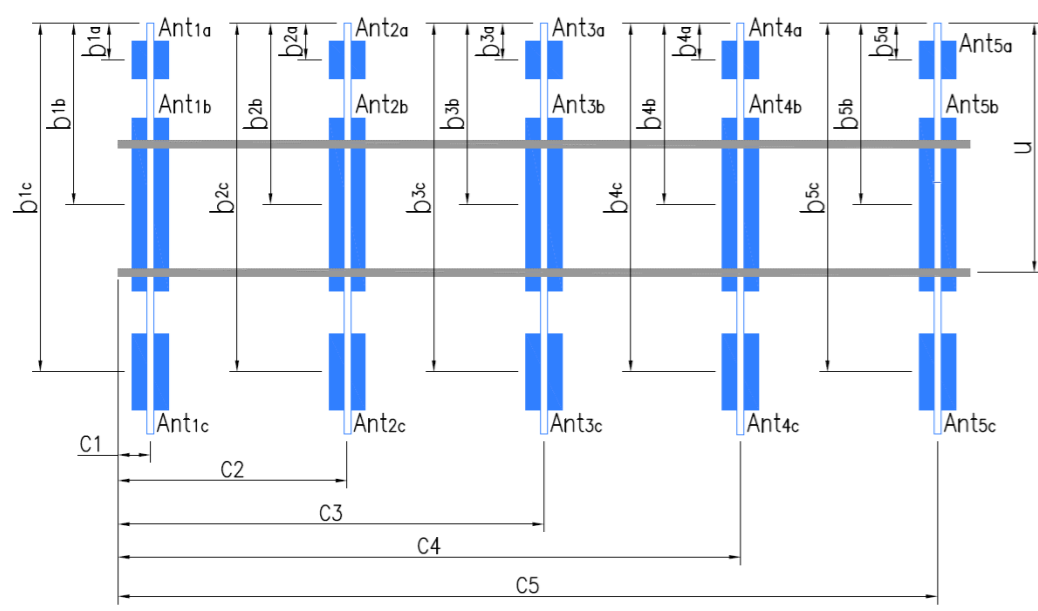 Ant1a
Ant2a
Ant3a
Ant4a
Ant5a
b1a
b2a
b3a
b4a
b5a
Ant1b
Ant2b
Ant3b
Ant4b
Ant5b
b1b
b2b
b3b
b4b
b5b
u
b1c
b2c
b3c
b4c
b5c
Ant1c
Ant2c
Ant3c
Ant4c
Ant5c
C1
C2
C3
C4
C5